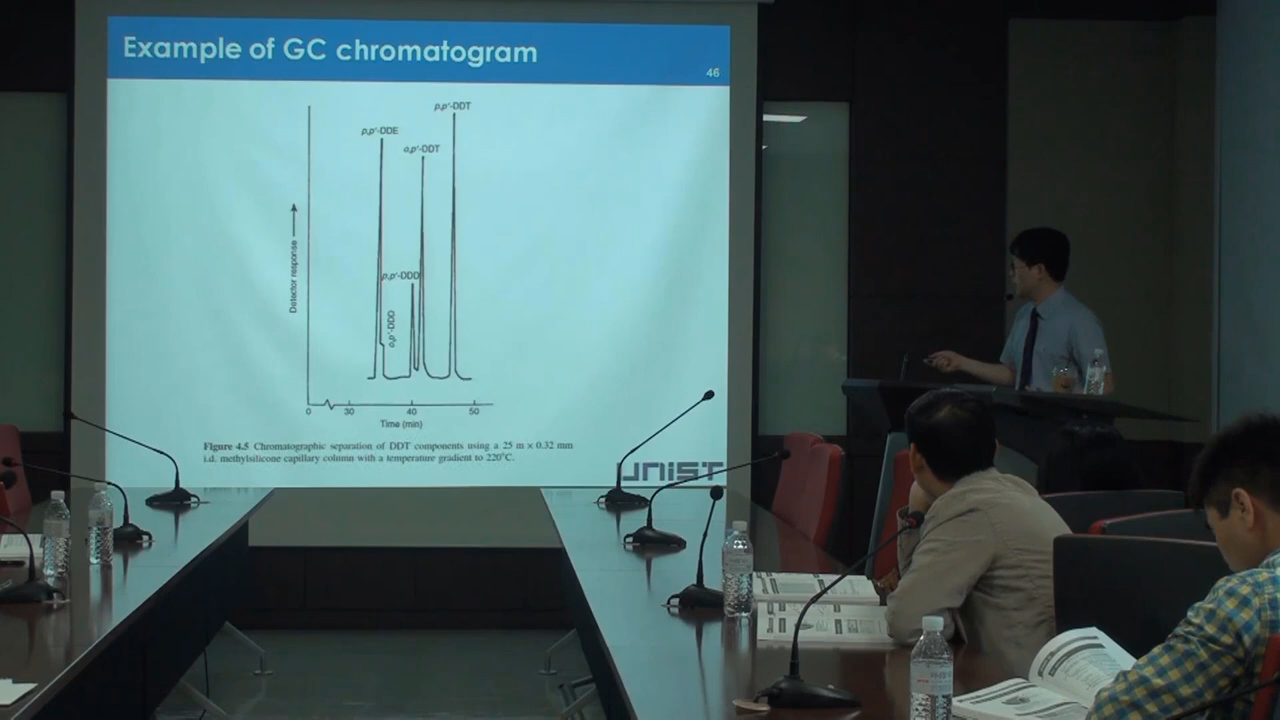 Example of GC chromatogram
46
p,p'-DDT
p,p'-DDE
o,p'-DDT
p,p'-DDD
o,p'-DDD
Detector response
0 30 40 50
Time (min)
Figure 4.5 Chromatographic separation of DDT components using a 25 m × 0.32 mm
i.d. methylsilicone capillary column with a temperature gradient to 220°C.
UNIST